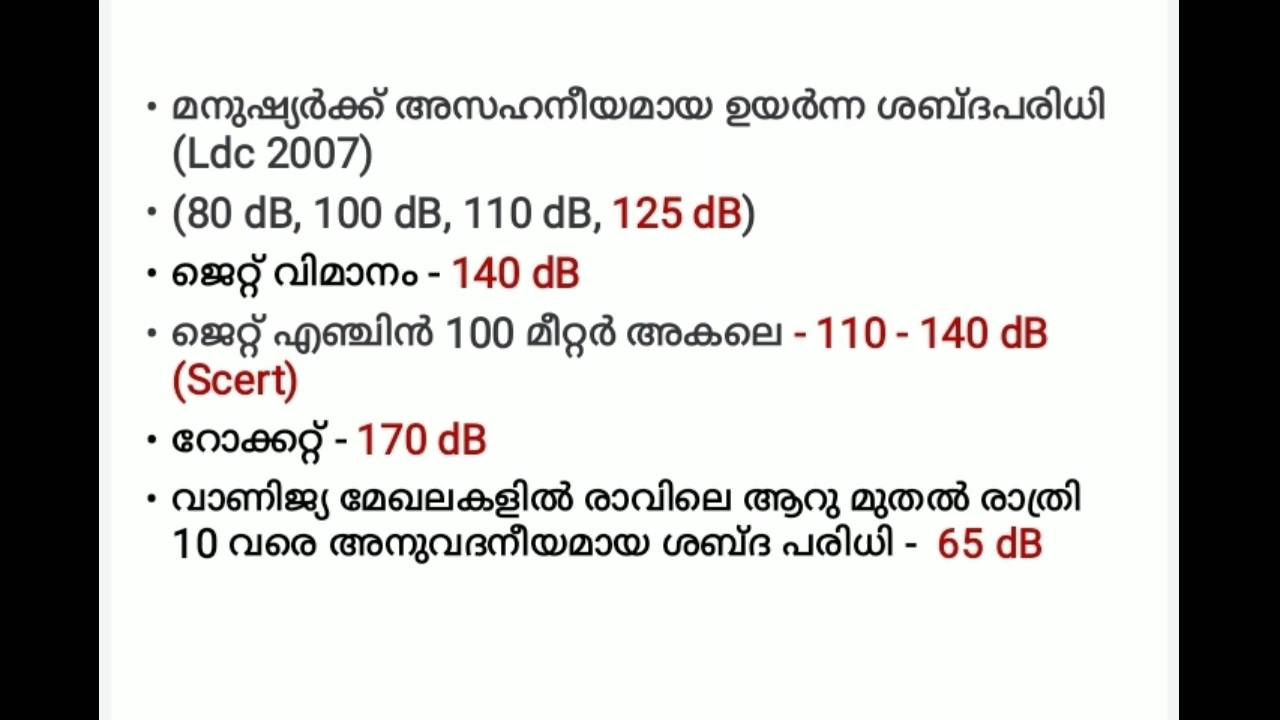 • മനുഷ്യർക്ക് അസഹനീയമായ ഉയർന്ന ശബ്ദപരിധി
(Ldc 2007)
• (80 dB, 100 dB, 110 dB, 125 dB)
• ജെറ്റ് വിമാനം - 140 dB
• ജെറ്റ് എഞ്ചിൻ 100 മീറ്റർ അകലെ - 110 - 140 dB
(Scert)
• റോക്കറ്റ് - 170 dB
• വാണിജ്യ മേഖലകളിൽ രാവിലെ ആറു മുതൽ രാത്രി
10 വരെ അനുവദനീയമായ ശബ്ദ പരിധി - 65 dB